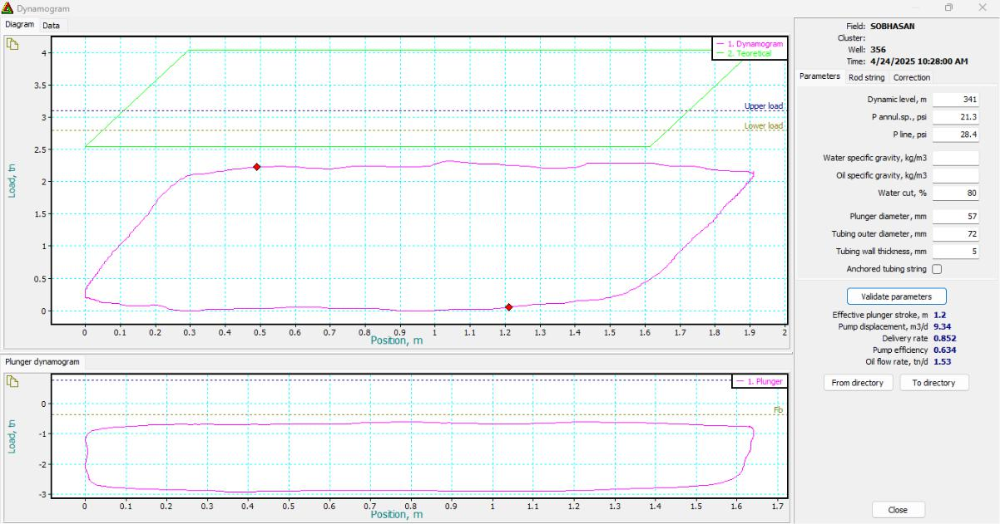 Dynamogram
Diagram Data
1. Dynamogram
2. Teoretical
Upper load
Lower load
4
3.5
3
2.5
2
1.5
1
0.5
0
Load, tn
0 0.1 0.2 0.3 0.4 0.5 0.6 0.7 0.8 0.9 1 1.1 1.2 1.3 1.4 1.5 1.6 1.7 1.8 1.9 2
Position, m
Plunger dynamogram
1. Plunger
Fb
0
-1
-2
-3
Load, tn
0 0.1 0.2 0.3 0.4 0.5 0.6 0.7 0.8 0.9 1 1.1 1.2 1.3 1.4 1.5 1.6 1.7
Position, m
Field: SOBHASAN
Cluster:
Well: 356
Time: 4/24/2025 10:28:00 AM
Parameters Rod string Correction
Dynamic level, m 341
P annul.sp., psi 21.3
P line, psi 28.4
Water specific gravity, kg/m3
Oil specific gravity, kg/m3
Water cut, % 80
Plunger diameter, mm 57
Tubing outer diameter, mm 72
Tubing wall thickness, mm 5
Anchored tubing string
Validate parameters
Effective plunger stroke, m 1.2
Pump displacement, m3/d 9.34
Delivery rate 0.852
Pump efficiency 0.634
Oil flow rate, tn/d 1.53
From directory To directory
Close